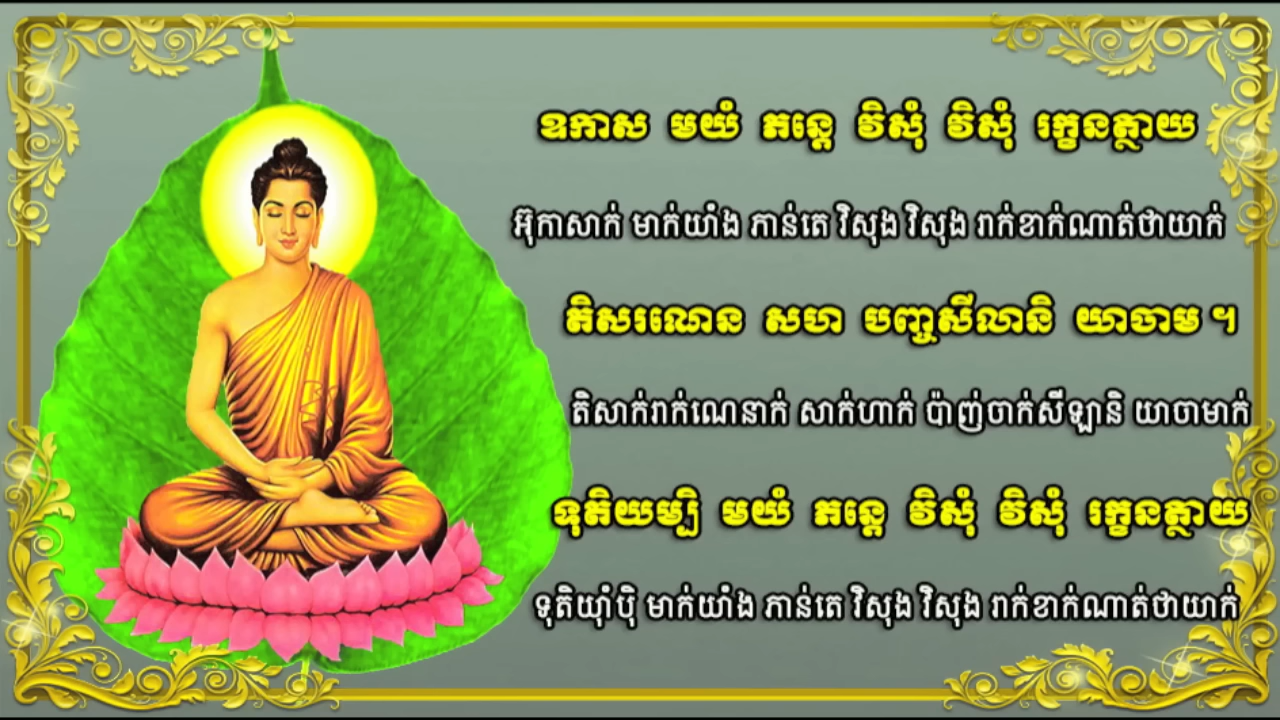 ឧកាស មយំ ភន្តេ វិសុំ វិសុំ រក្ខនត្ថាយ
អ៊ុកាសាក់ មាក់យាំង ភាន់តេ វិសុង វិសុង រាក់ខាក់ណាត់ថាយាក់
តិសរណេន សហ បញ្ចសីលានិ យាចាម ។
តិសាក់រាក់ណេនាក់ សាក់ហាក់ ប៉ាញ់ចាក់សីឡានិ យាចាមាក់
ទុតិយម្បិ មយំ ភន្តេ វិសុំ វិសុំ រក្ខនត្ថាយ
ទុតិយ៉ាំប៉ិ មាក់យាំង ភាន់តេ វិសុង វិសុង រាក់ខាក់ណាត់ថាយាក់